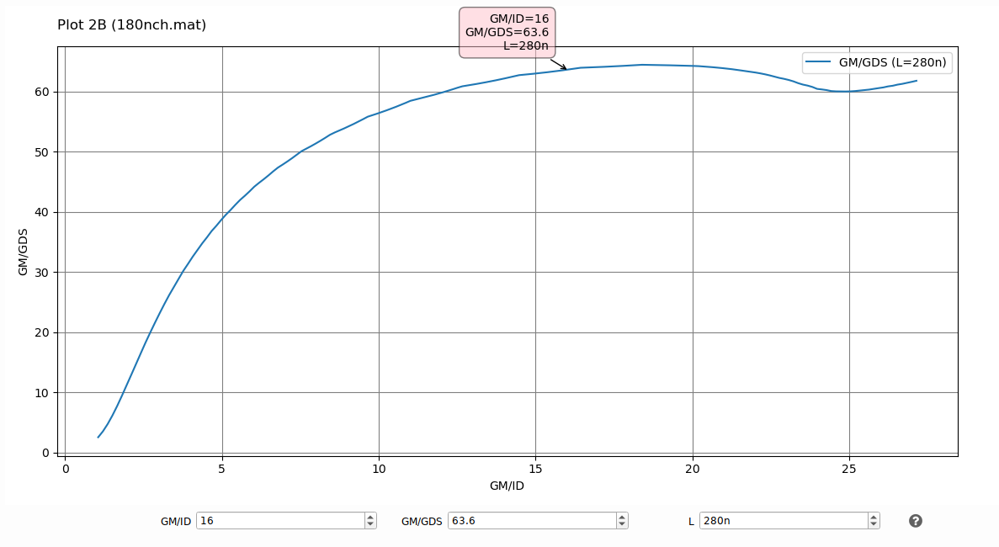 Plot 2B (180nch.mat)
GM/ID=16
GM/GDS=63.6
L=280n
GM/GDS (L=280n)
60
50
40
30
20
10
0
GM/GDS
0 5 10 15 20 25
GM/ID
GM/ID 16 GM/GDS 63.6 L 280n ?